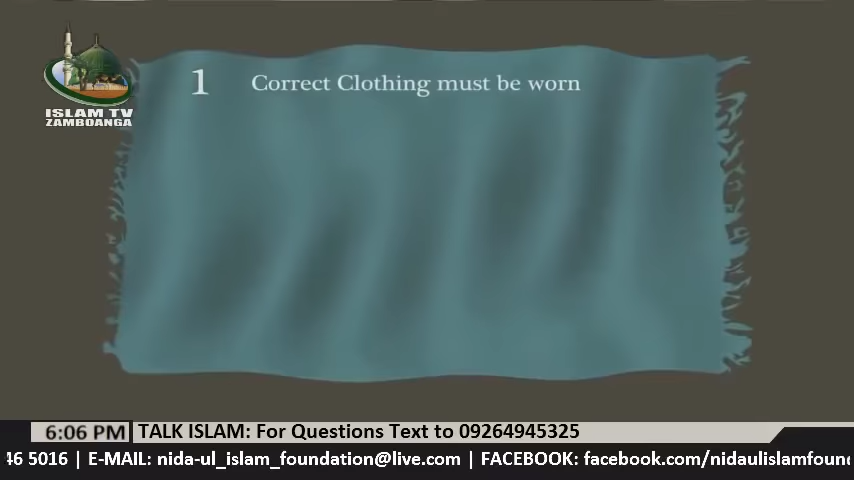 ISLAM TV
ZAMBOANGA
1 Correct Clothing must be worn
6:06 PM TALK ISLAM: For Questions Text to 09264945325
46 5016 | E-MAIL: nida-ul_islam_foundation@live.com | FACEBOOK: facebook.com/nidaulislamfoun